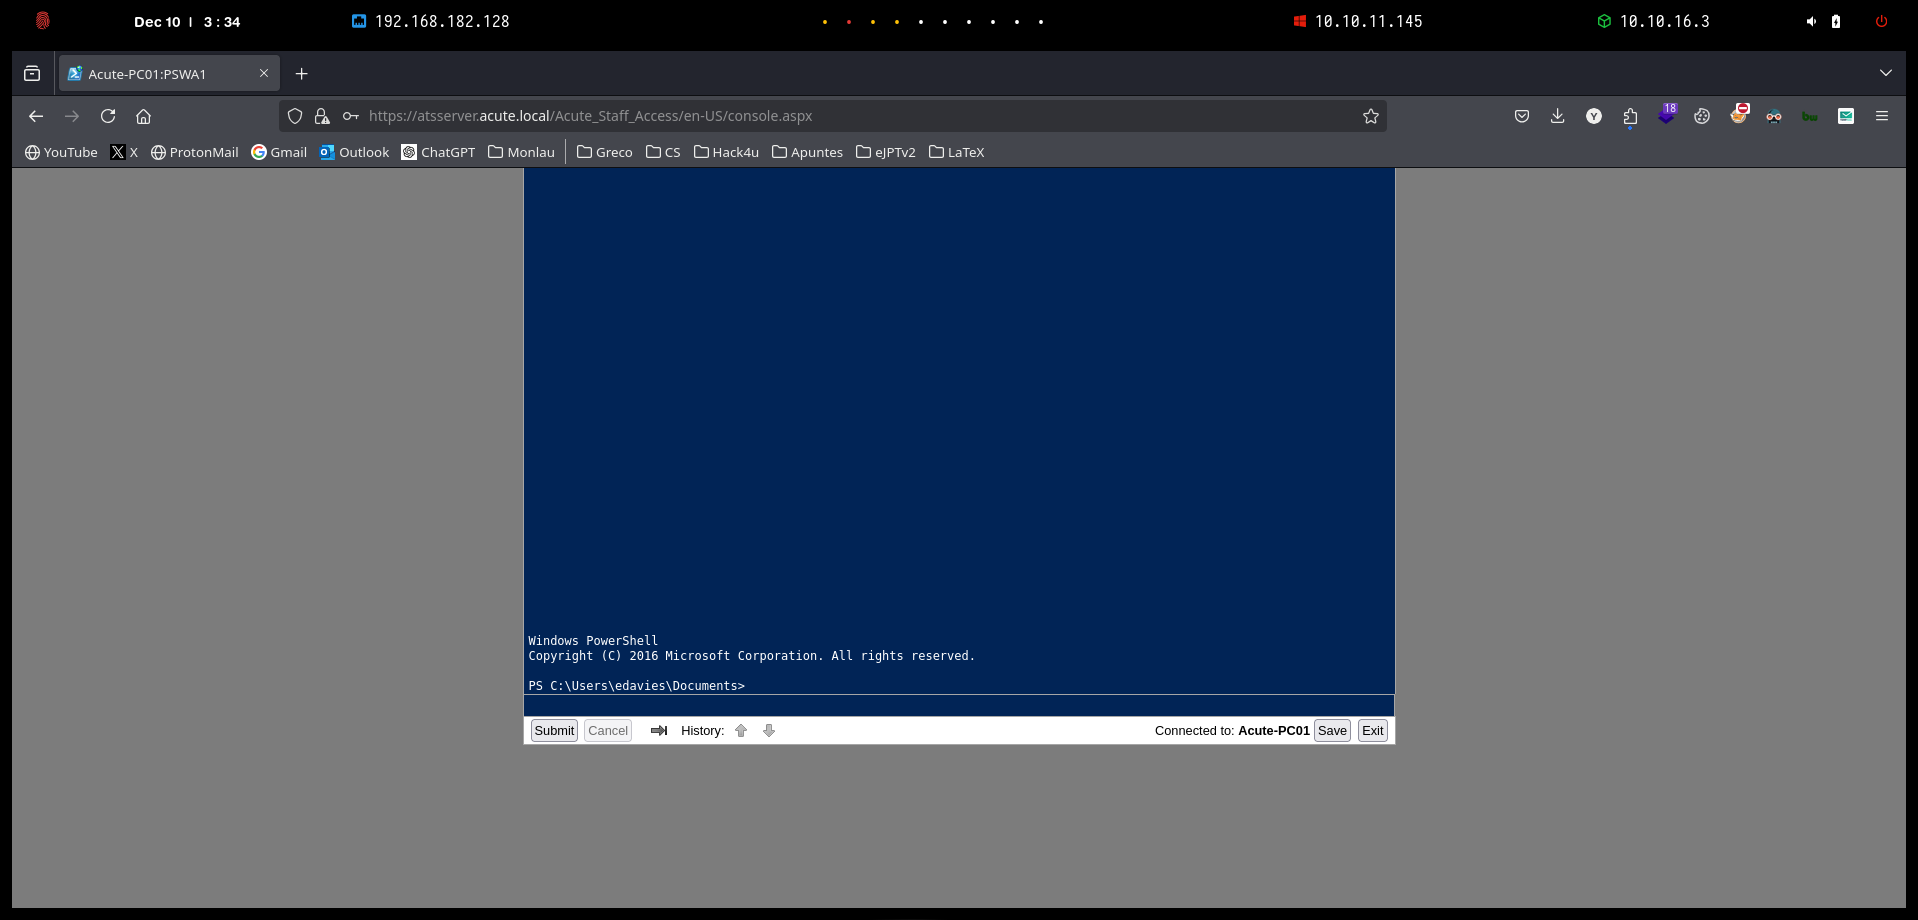 Dec 10 | 3:34 192.168.182.128 10.10.11.145 10.10.16.3
Acute-PC01:PSWA1
https://atsserver.acute.local/Acute_Staff_Access/en-US/console.aspx
18
Y
bw
YouTube X ProtonMail Gmail Outlook ChatGPT Monlau Greco CS Hack4u Apuntes eJPTv2 LaTeX
Windows PowerShell
Copyright (C) 2016 Microsoft Corporation. All rights reserved.
PS C:\Users\edavies\Documents>
Submit Cancel History: Connected to: Acute-PC01 Save Exit